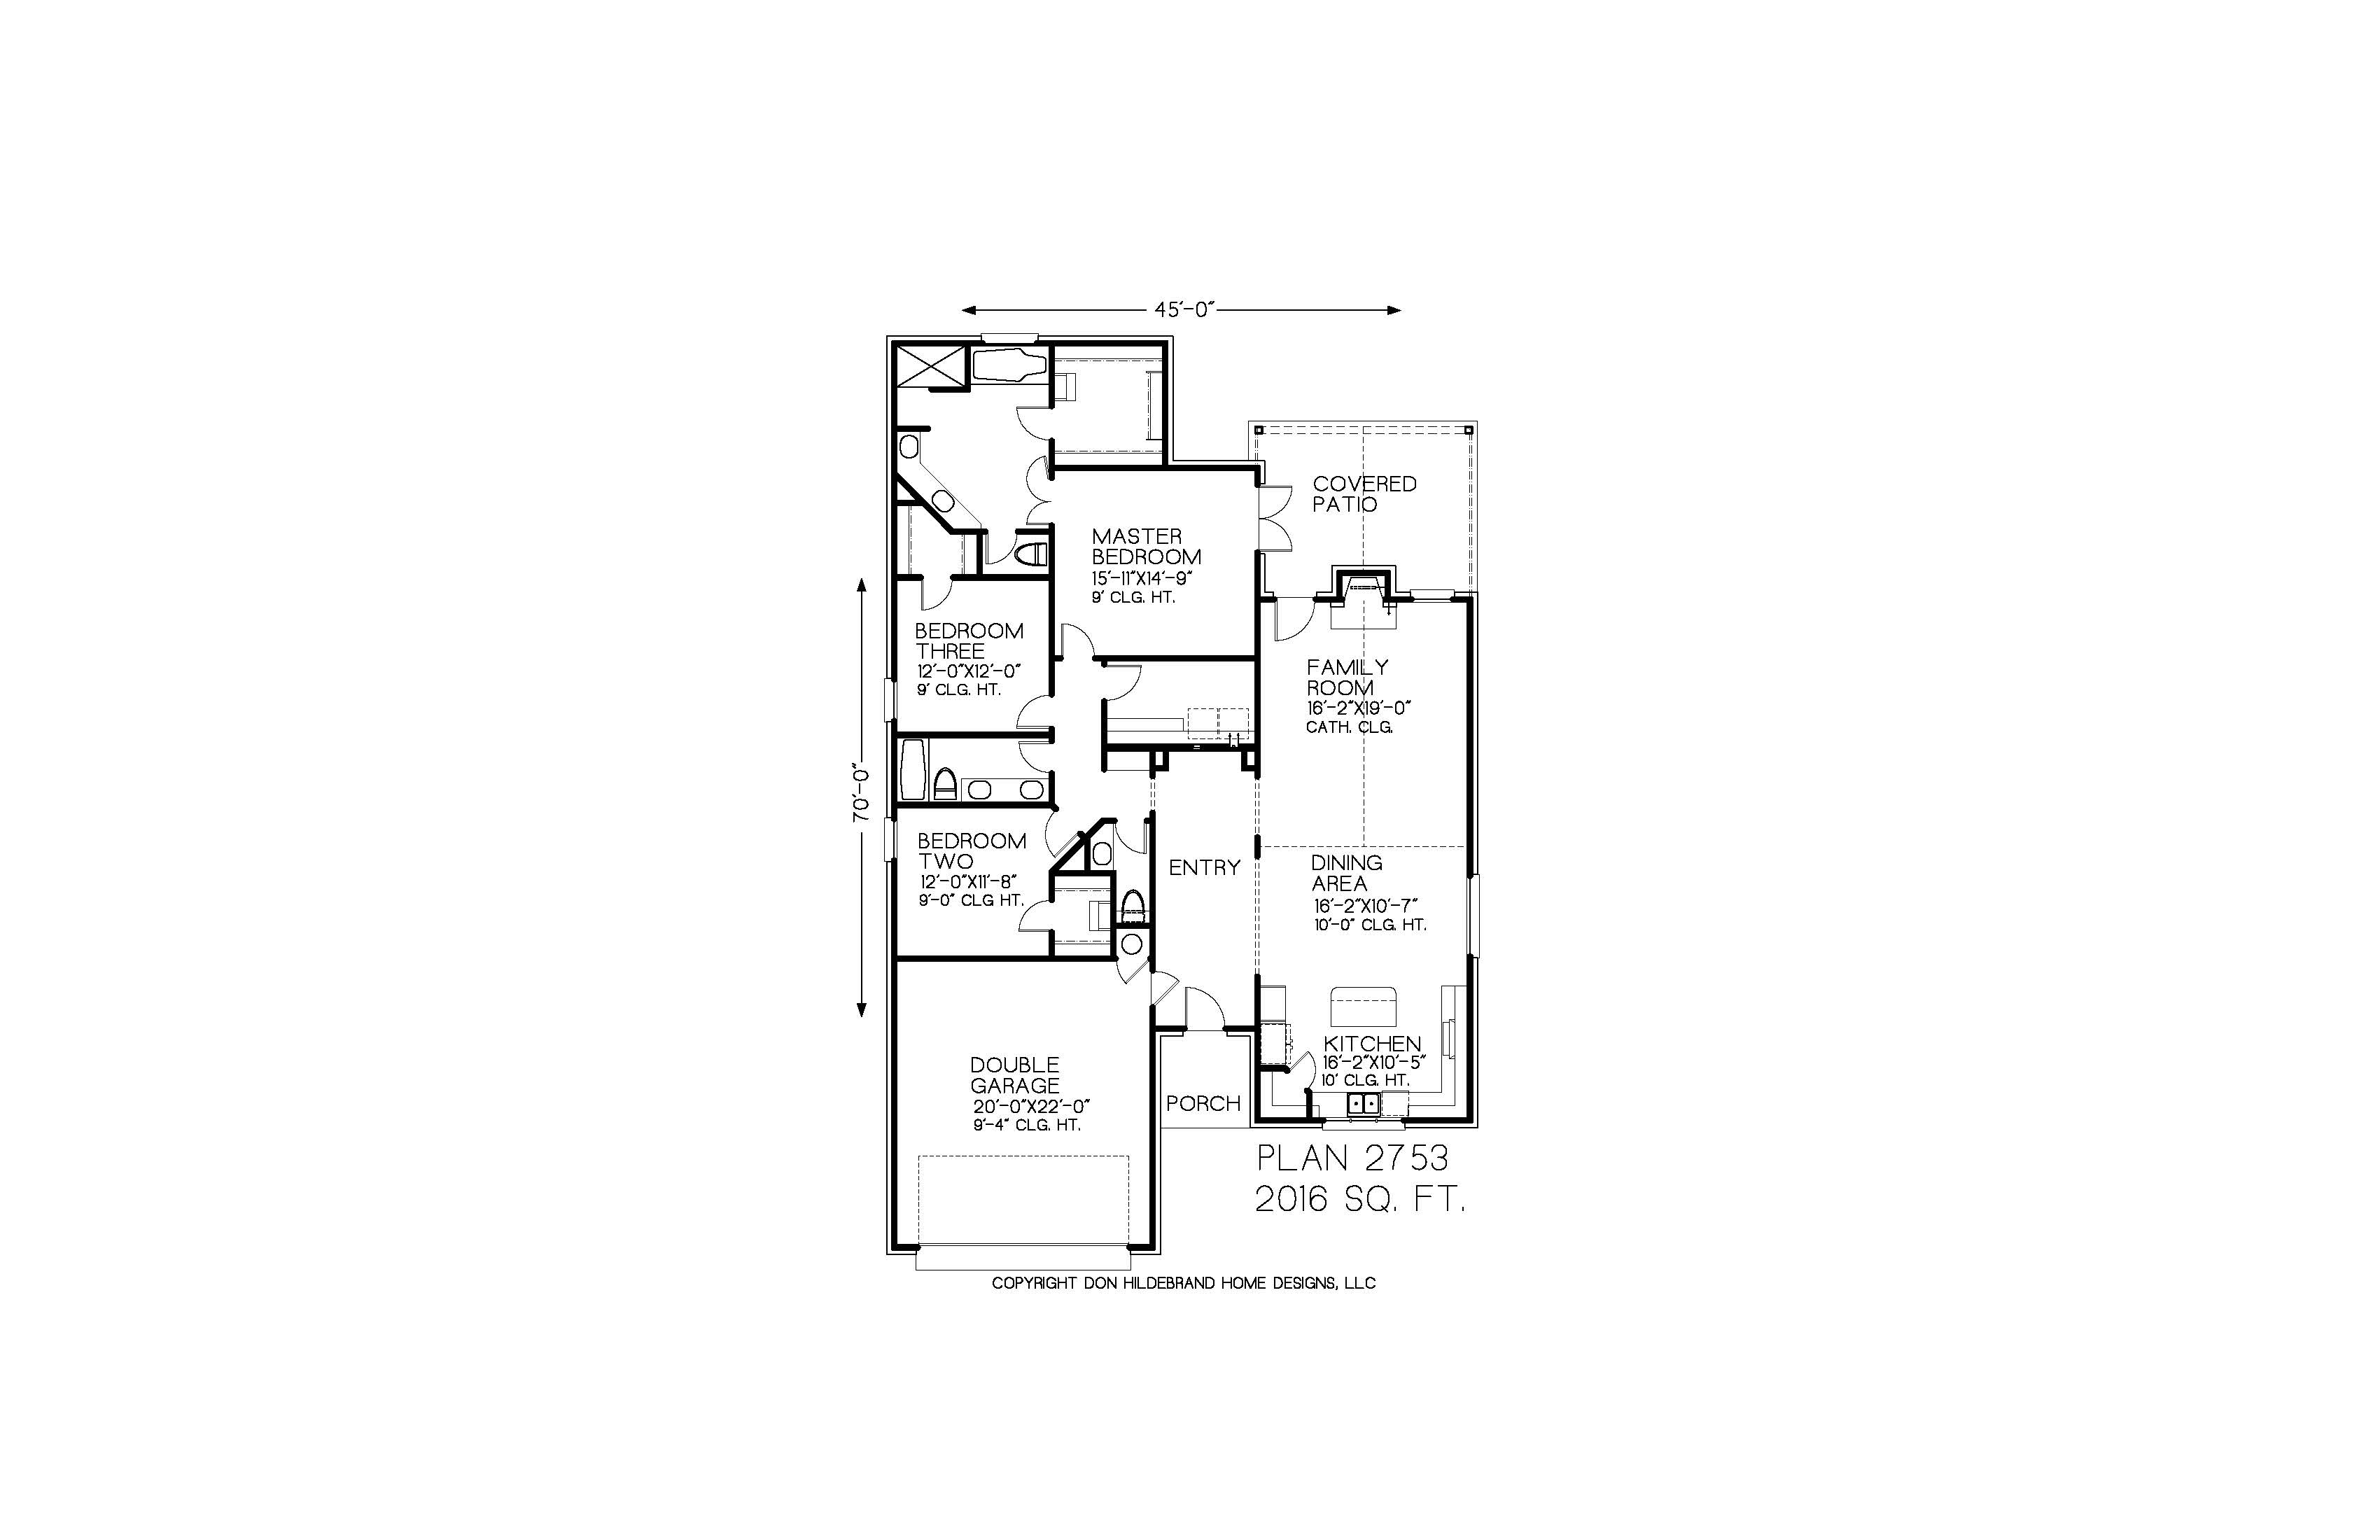 45'-0"
COVERED
PATIO
MASTER
BEDROOM
15'-11"X14'-9"
9' CLG. HT.
BEDROOM
THREE
12'-0"X12'-0"
9' CLG. HT.
FAMILY
ROOM
16'-2"X19'-0"
CATH. CLG.
70'-0"
BEDROOM
TWO
12'-0"X11'-8"
9'-0" CLG HT.
ENTRY
DINING
AREA
16'-2"X10'-7"
10'-0" CLG. HT.
KITCHEN
16'-2"X10'-5"
10' CLG. HT.
DOUBLE
GARAGE
20'-0"X22'-0"
9'-4" CLG. HT.
PORCH
PLAN 2753
2016 SQ. FT.
COPYRIGHT DON HILDEBRAND HOME DESIGNS, LLC